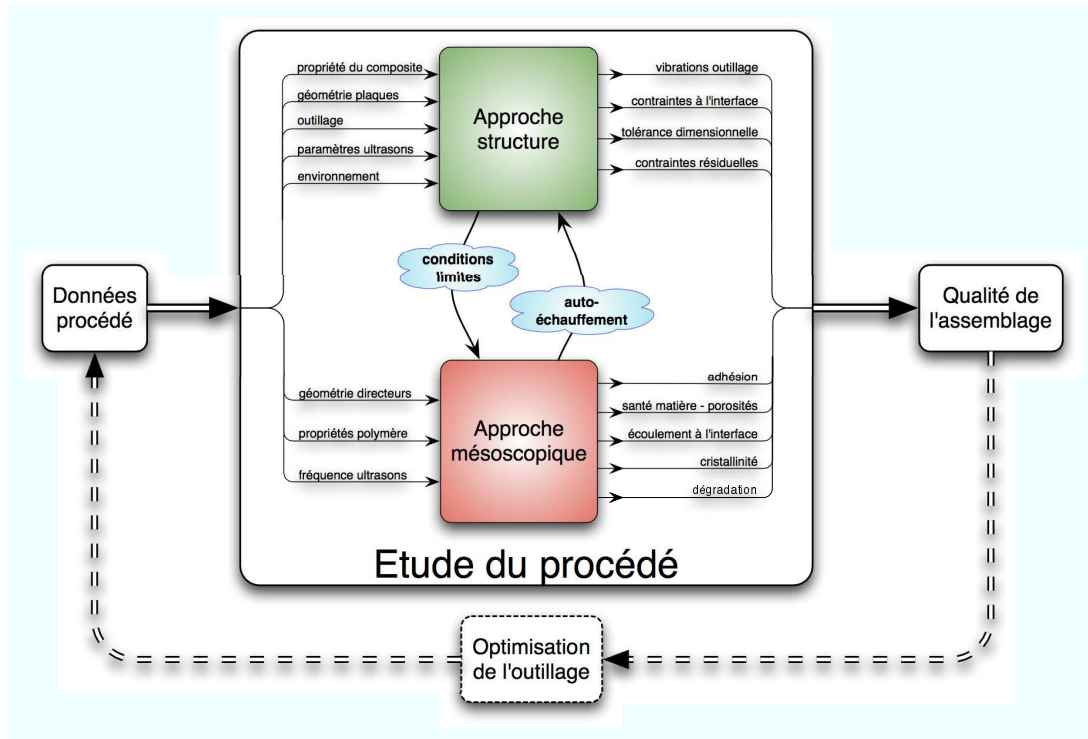 propriété du composite
géométrie plaques
outillage
paramètres ultrasons
environnement
Approche
structure
vibrations outillage
contraintes à l'interface
tolérance dimensionnelle
contraintes résiduelles
conditions
limites
auto-
échauffement
Données
procédé
Qualité de
l'assemblage
géométrie directeurs
propriétés polymère
fréquence ultrasons
Approche
mésoscopique
adhésion
santé matière - porosités
écoulement à l'interface
cristallinité
dégradation
Etude du procédé
Optimisation
de l'outillage